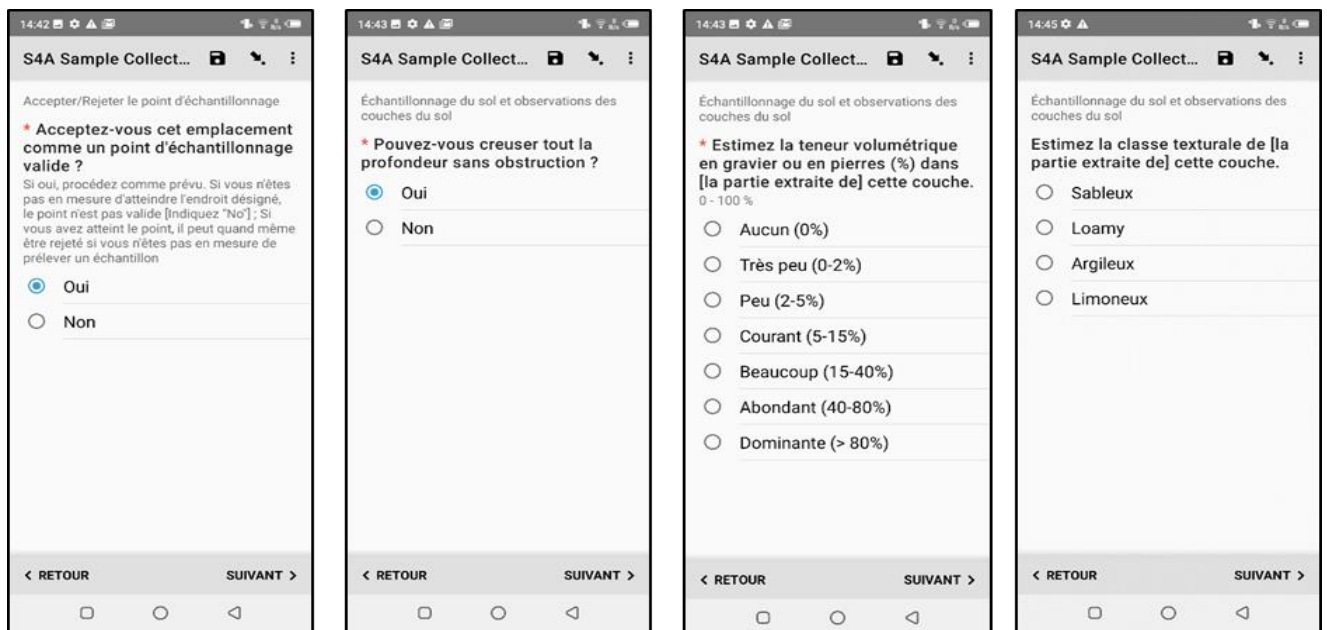 14:42
S4A Sample Collect...
Accepter/Rejeter le point d'échantillonnage
* Acceptez-vous cet emplacement
comme un point d'échantillonnage
valide ?
Si oui, procédez comme prévu. Si vous n'êtes
pas en mesure d'atteindre l'endroit désigné,
le point n'est pas valide [Indiquez "No"] ; Si
vous avez atteint le point, il peut quand même
être rejeté si vous n'êtes pas en mesure de
prélever un échantillon
Oui
Non
< RETOUR
SUIVANT >
14:43
S4A Sample Collect...
Échantillonnage du sol et observations des
couches du sol
* Pouvez-vous creuser tout la
profondeur sans obstruction ?
Oui
Non
< RETOUR
SUIVANT >
14:43
S4A Sample Collect...
Échantillonnage du sol et observations des
couches du sol
* Estimez la teneur volumétrique
en gravier ou en pierres (%) dans
[la partie extraite de] cette couche.
0 - 100 %
Aucun (0%)
Très peu (0-2%)
Peu (2-5%)
Courant (5-15%)
Beaucoup (15-40%)
Abondant (40-80%)
Dominante (> 80%)
< RETOUR
SUIVANT >
14:45
S4A Sample Collect...
Échantillonnage du sol et observations des
couches du sol
Estimez la classe texturale de [la
partie extraite de] cette couche.
Sableux
Loamy
Argileux
Limoneux
< RETOUR
SUIVANT >